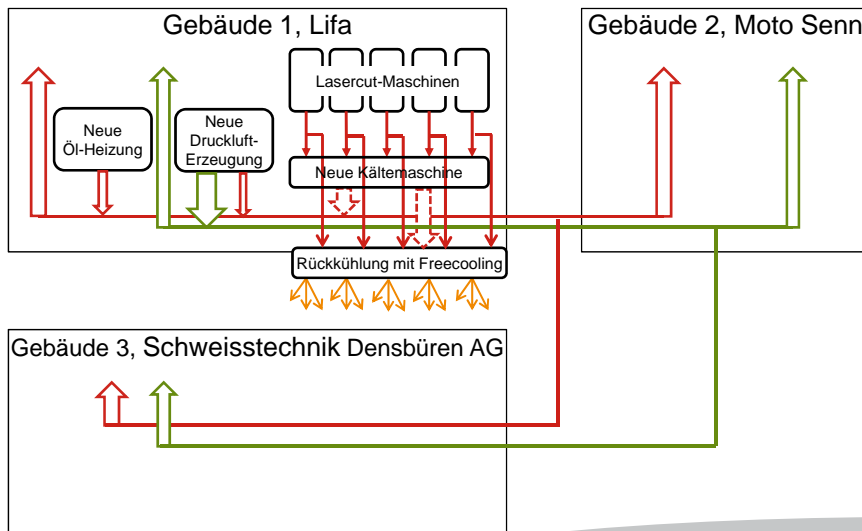 Gebäude 1, Lifa
Gebäude 2, Moto Senn
Lasercut-Maschinen
Neue
Öl-Heizung
Neue
Druckluft-
Erzeugung
Neue Kältemaschine
Rückkühlung mit Freecooling
Gebäude 3, Schweisstechnik Densbüren AG